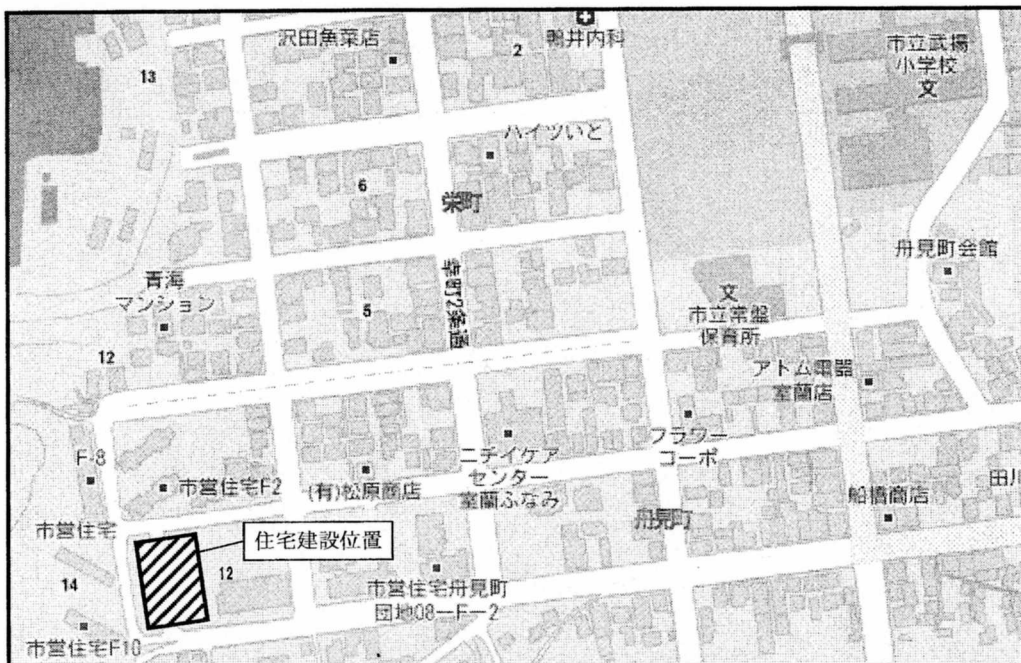 沢田魚菜店
2
鴨井内科
市立武揚
小学校
文
13
ハイツいと
6
栄町
舟見町会館
青海
マンション
幸町2条通
5
文
市立常盤
保育所
12
アトム電器
室蘭店
F-8
市営住宅F2
(有)松原商店
ニチイケア
センター
室蘭ふなみ
フラワー
コーポ
船橋商店
田川
市営住宅
住宅建設位置
舟見町
12
14
市営住宅舟見町
団地08-F-2
市営住宅F10